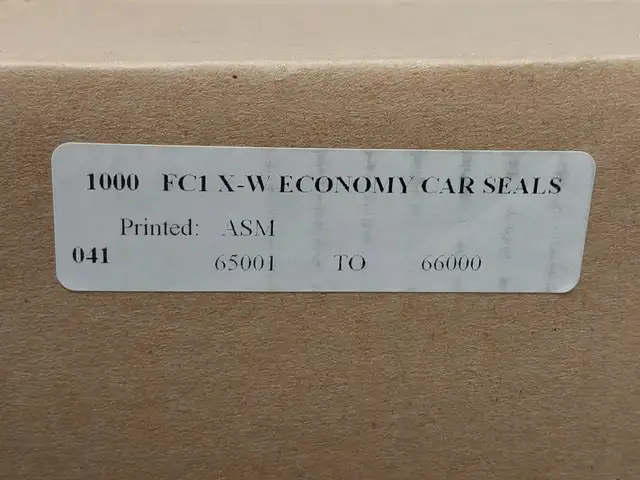 1000 FC1 X-W ECONOMY CAR SEALS
Printed: ASM
041
65001 TO 66000